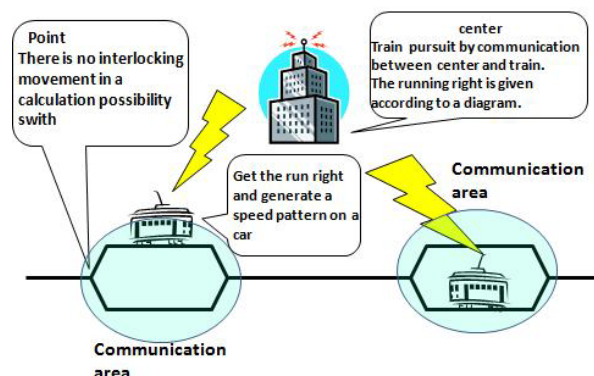 Point
There is no interlocking
movement in a
calculation possibility
swith
center
Train pursuit by communication
between center and train.
The running right is given
according to a diagram.
Get the run right
and generate a
speed pattern on a
car
Communication
area
Communication
area